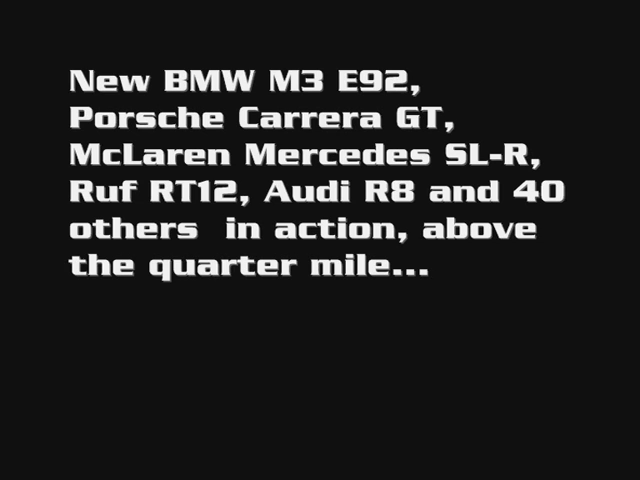 New BMW M3 E92,
Porsche Carrera GT,
McLaren Mercedes SL-R,
Ruf RT12, Audi R8 and 40
others  in action, above
the quarter mile...